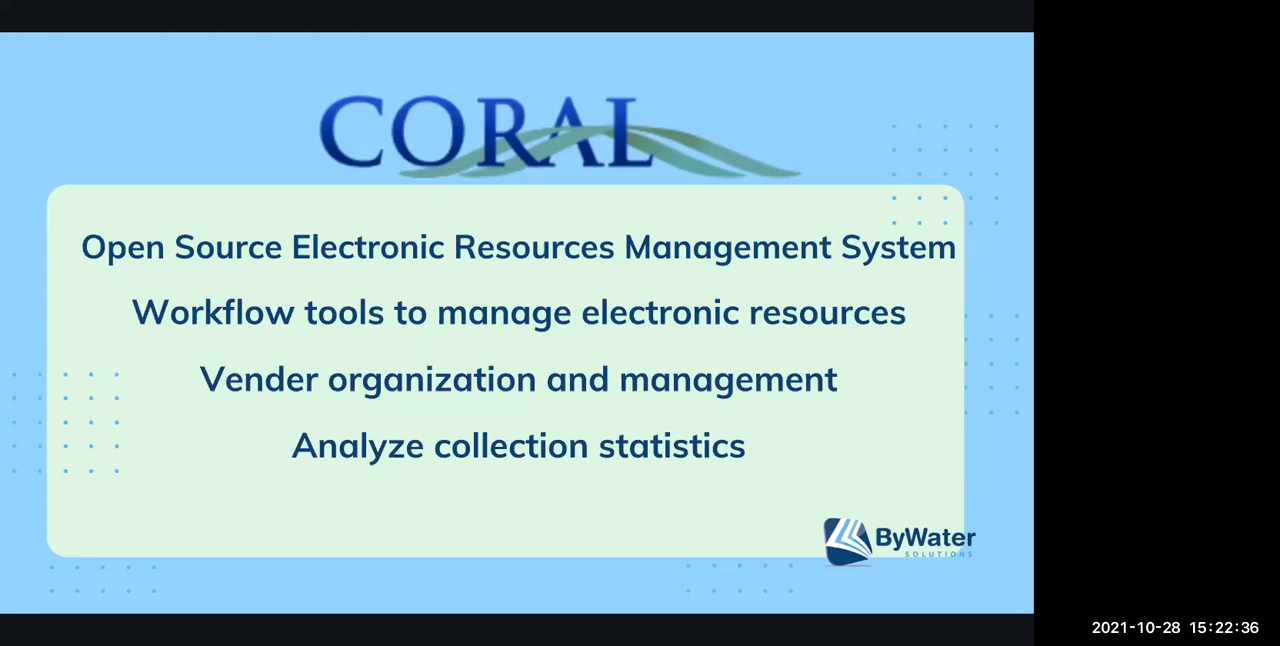 CORAL
Open Source Electronic Resources Management System
Workflow tools to manage electronic resources
Vender organization and management
Analyze collection statistics
ByWater
SOLUTIONS
2021-10-28 15:22:36